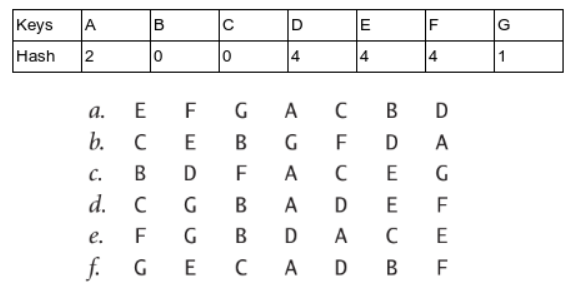 Keys A B C D E F G
Hash 2 0 0 4 4 4 1
a. E F G A C B D
b. C E B G F D A
c. B D F A C E G
d. C G B A D E F
e. F G B D A C E
f. G E C A D B F